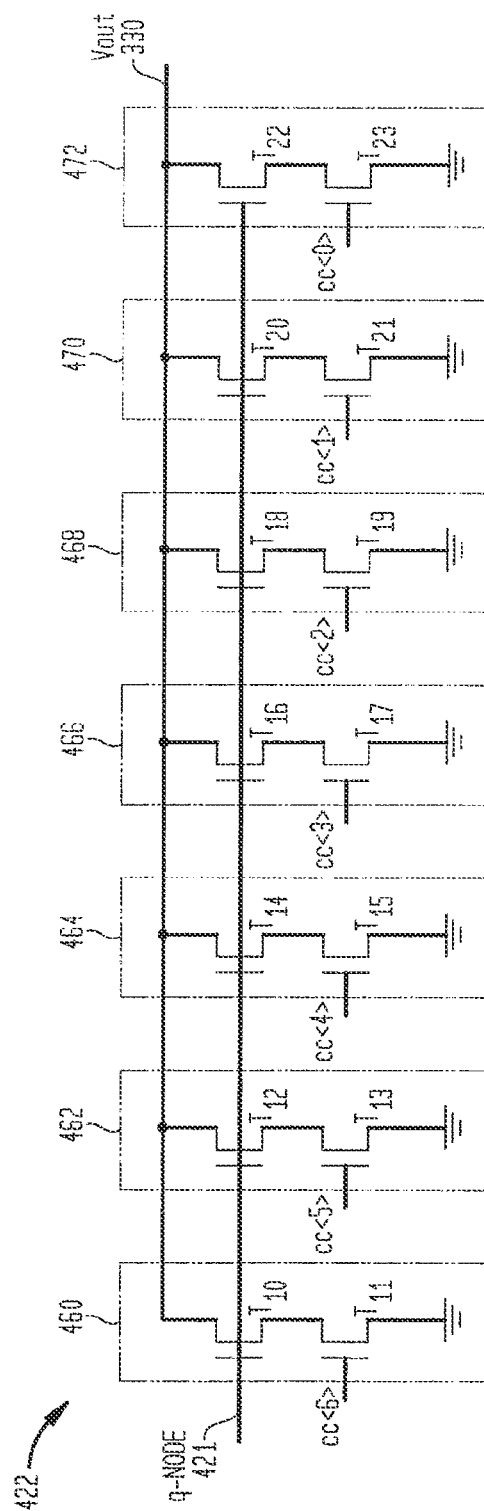 422
460
462
464
466
468
470
472
Vout
330
q-NODE
421
T10
T12
T14
T16
T18
T20
T22
cc<6>
T11
cc<5>
T13
cc<4>
T15
cc<3>
T17
cc<2>
T19
cc<1>
T21
cc<0>
T23